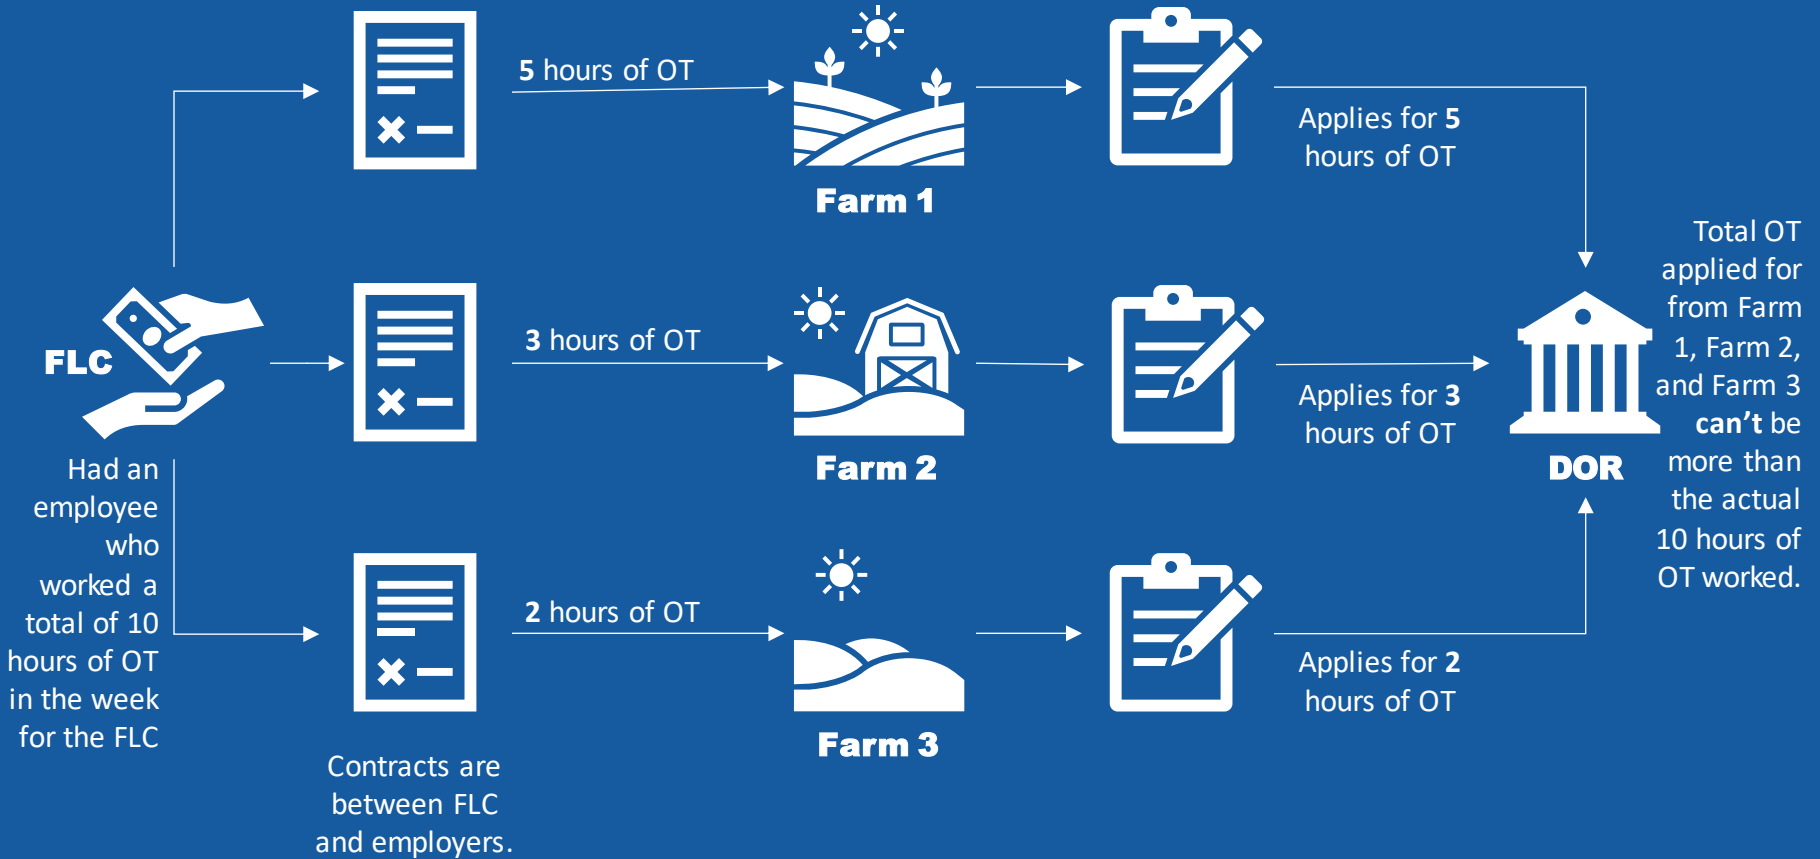 5 hours of OT
Applies for 5
hours of OT
Farm 1
FLC
Had an
employee
who
worked a
total of 10
hours of OT
in the week
for the FLC
3 hours of OT
Applies for 3
hours of OT
Farm 2
DOR
Total OT
applied for
from Farm
1, Farm 2,
and Farm 3
can’t be
more than
the actual
10 hours of
OT worked.
2 hours of OT
Applies for 2
hours of OT
Farm 3
Contracts are
between FLC
and employers.